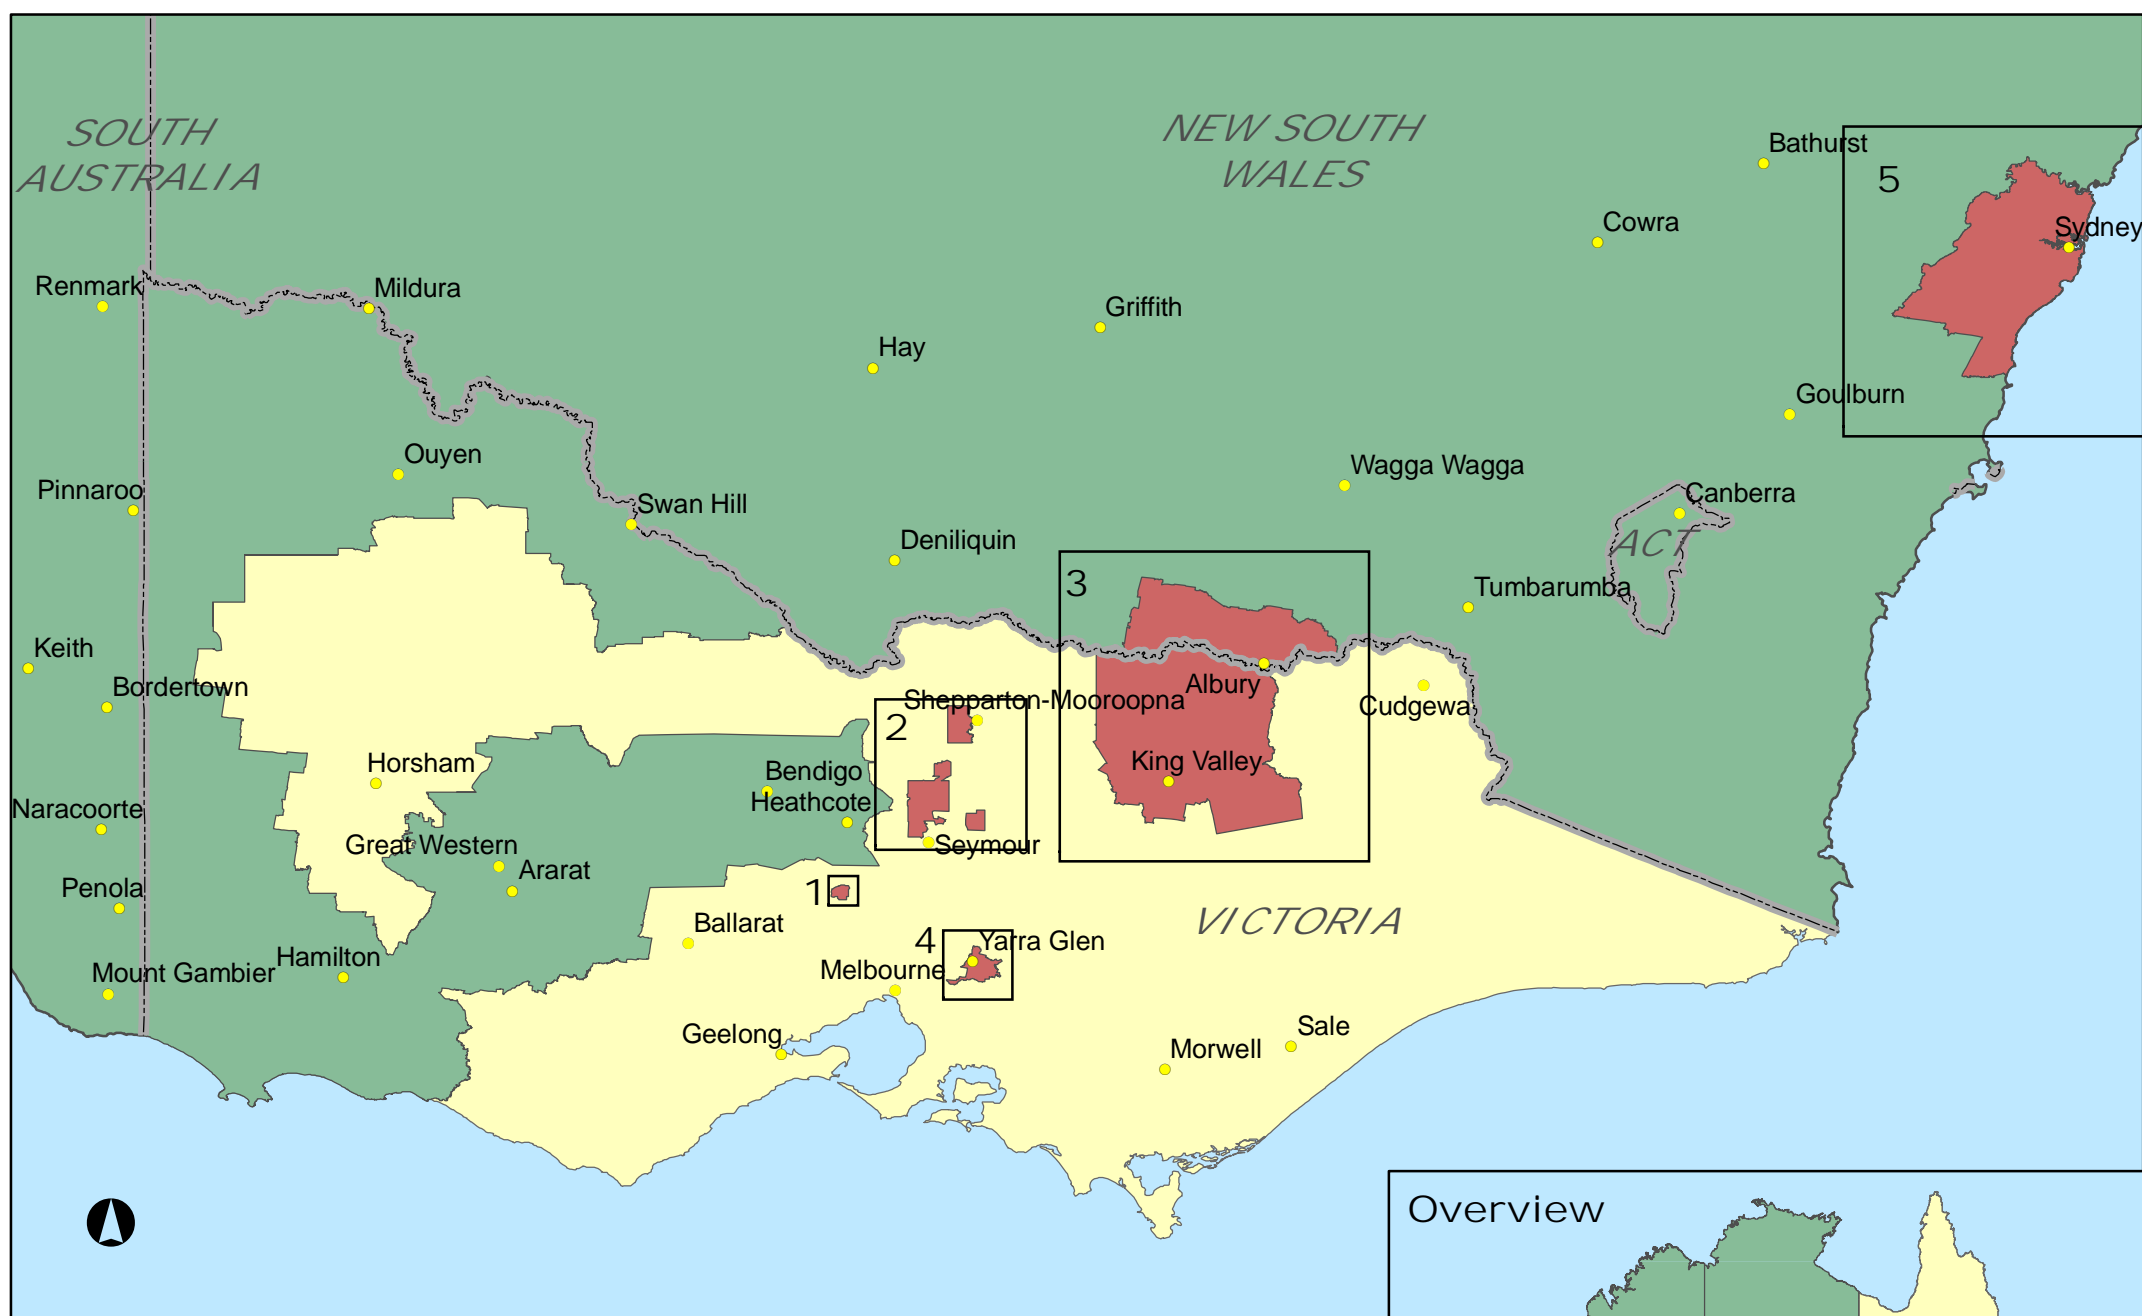 SOUTH
AUSTRALIA
NEW SOUTH
WALES
Bathurst
5
Cowra
Sydney
Renmark
Mildura
Griffith
Hay
Goulburn
Ouyen
Wagga Wagga
Pinnaroo
Canberra
Swan Hill
Deniliquin
ACT
3
Tumbarumba
Keith
Bordertown
Albury
Shepparton-Mooroopna
Cudgewa
2
Horsham
King Valley
Bendigo
Heathcote
Naracoorte
Great Western
Seymour
Ararat
Penola
1
Ballarat
VICTORIA
4
Yarra Glen
Hamilton
Mount Gambier
Melbourne
Geelong
Sale
Morwell
Overview